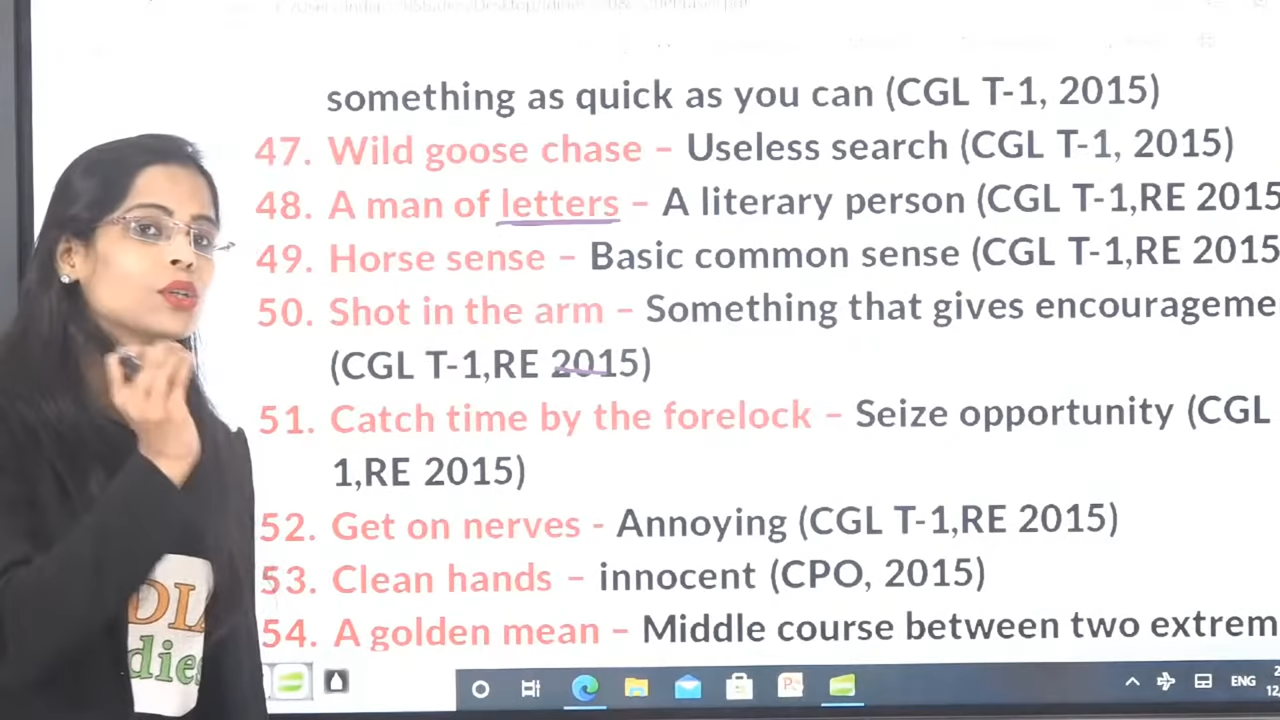 something as quick as you can (CGL T-1, 2015)
47. Wild goose chase – Useless search (CGL T-1, 2015)
48. A man of letters – A literary person (CGL T-1,RE 2015
49. Horse sense – Basic common sense (CGL T-1,RE 2015
50. Shot in the arm – Something that gives encourageme
(CGL T-1,RE 2015)
51. Catch time by the forelock – Seize opportunity (CGL
1,RE 2015)
52. Get on nerves - Annoying (CGL T-1,RE 2015)
53. Clean hands – innocent (CPO, 2015)
54. A golden mean – Middle course between two extrem
DL
dies
ENG